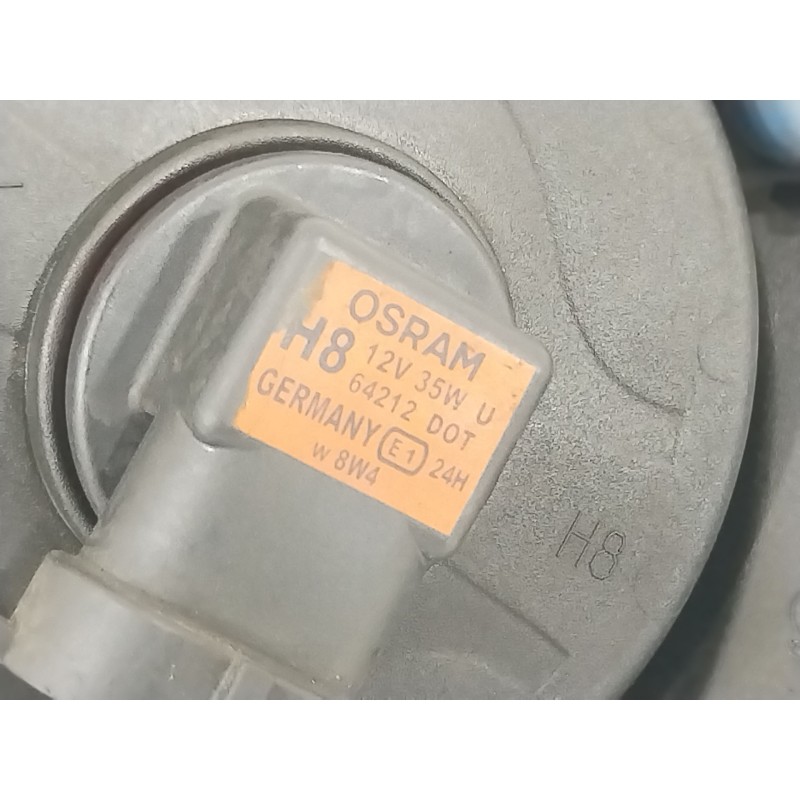 OSRAM
H8 12V 35W U
64212 DOT
GERMANY E1 24H
w 8W4
H8